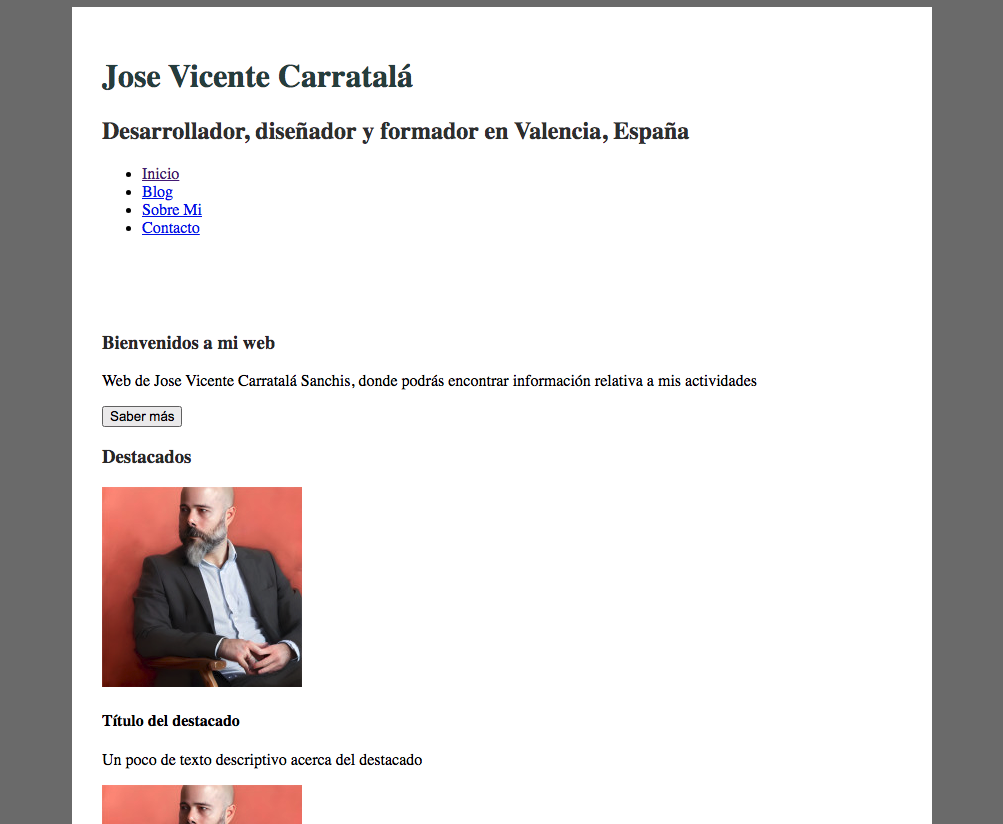 Jose Vicente Carratalá
Desarrollador, diseñador y formador en Valencia, España
Inicio
Blog
Sobre Mi
Contacto
Bienvenidos a mi web
Web de Jose Vicente Carratalá Sanchis, donde podrás encontrar información relativa a mis actividades
Saber más
Destacados
Título del destacado
Un poco de texto descriptivo acerca del destacado